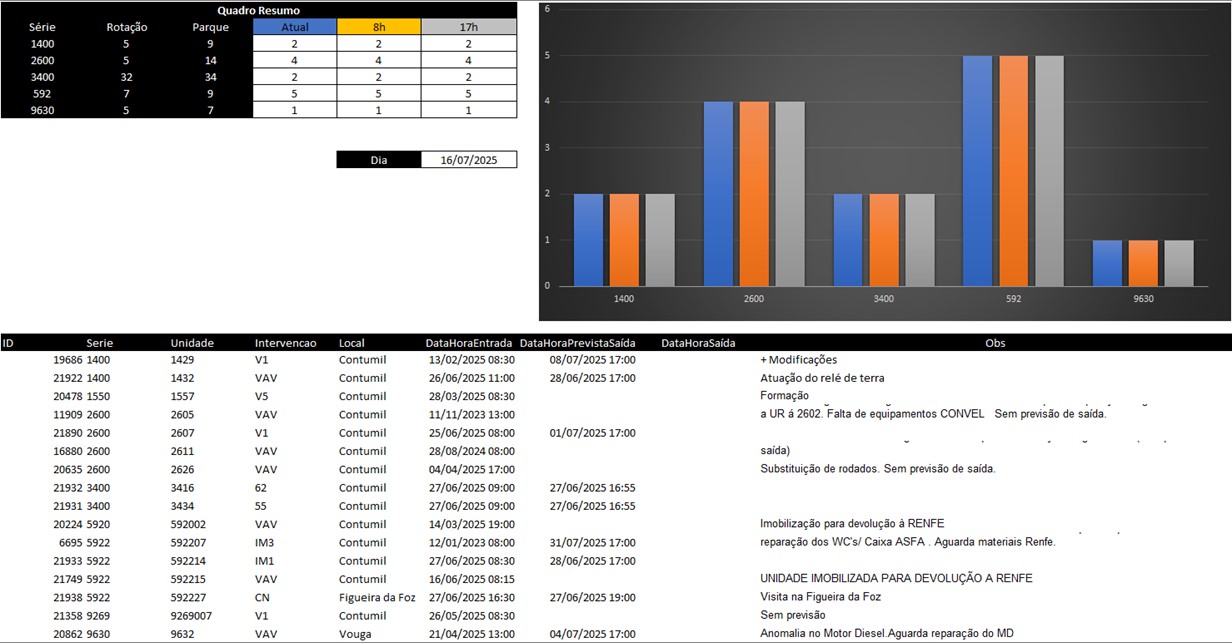 Quadro Resumo
Série Rotação Parque Atual 8h 17h
1400 5 9 2 2 2
2600 5 14 4 4 4
3400 32 34 2 2 2
592 7 9 5 5 5
9630 5 7 1 1 1
Dia 16/07/2025
6
5
4
3
2
1
0
1400 2600 3400 592 9630
ID Serie Unidade Intervencao Local DataHoraEntrada DataHoraPrevistaSaída DataHoraSaída Obs
19686 1400 1429 V1 Contumil 13/02/2025 08:30 08/07/2025 17:00 + Modificações
21922 1400 1432 VAV Contumil 26/06/2025 11:00 28/06/2025 17:00 Atuação do relé de terra
20478 1550 1557 V5 Contumil 28/03/2025 08:30 Formação
11909 2600 2605 VAV Contumil 11/11/2023 13:00 a UR á 2602. Falta de equipamentos CONVEL Sem previsão de saída.
21890 2600 2607 V1 Contumil 25/06/2025 08:00 01/07/2025 17:00
16880 2600 2611 VAV Contumil 28/08/2024 08:00 saída)
20635 2600 2626 VAV Contumil 04/04/2025 17:00 Substituição de rodados. Sem previsão de saída.
21932 3400 3416 62 Contumil 27/06/2025 09:00 27/06/2025 16:55
21931 3400 3434 55 Contumil 27/06/2025 09:00 27/06/2025 16:55
20224 5920 592002 VAV Contumil 14/03/2025 19:00 Imobilização para devolução à RENFE
6695 5922 592207 IM3 Contumil 12/01/2023 08:00 31/07/2025 17:00 reparação dos WC's/ Caixa ASFA . Aguarda materiais Renfe.
21933 5922 592214 IM1 Contumil 27/06/2025 08:30 28/06/2025 17:00
21749 5922 592215 VAV Contumil 16/06/2025 08:15 UNIDADE IMOBILIZADA PARA DEVOLUÇÃO A RENFE
21938 5922 592227 CN Figueira da Foz 27/06/2025 16:30 27/06/2025 19:00 Visita na Figueira da Foz
21358 9269 9269007 V1 Contumil 26/05/2025 08:30 Sem previsão
20862 9630 9632 VAV Vouga 21/04/2025 13:00 04/07/2025 17:00 Anomalia no Motor Diesel.Aguarda reparação do MD